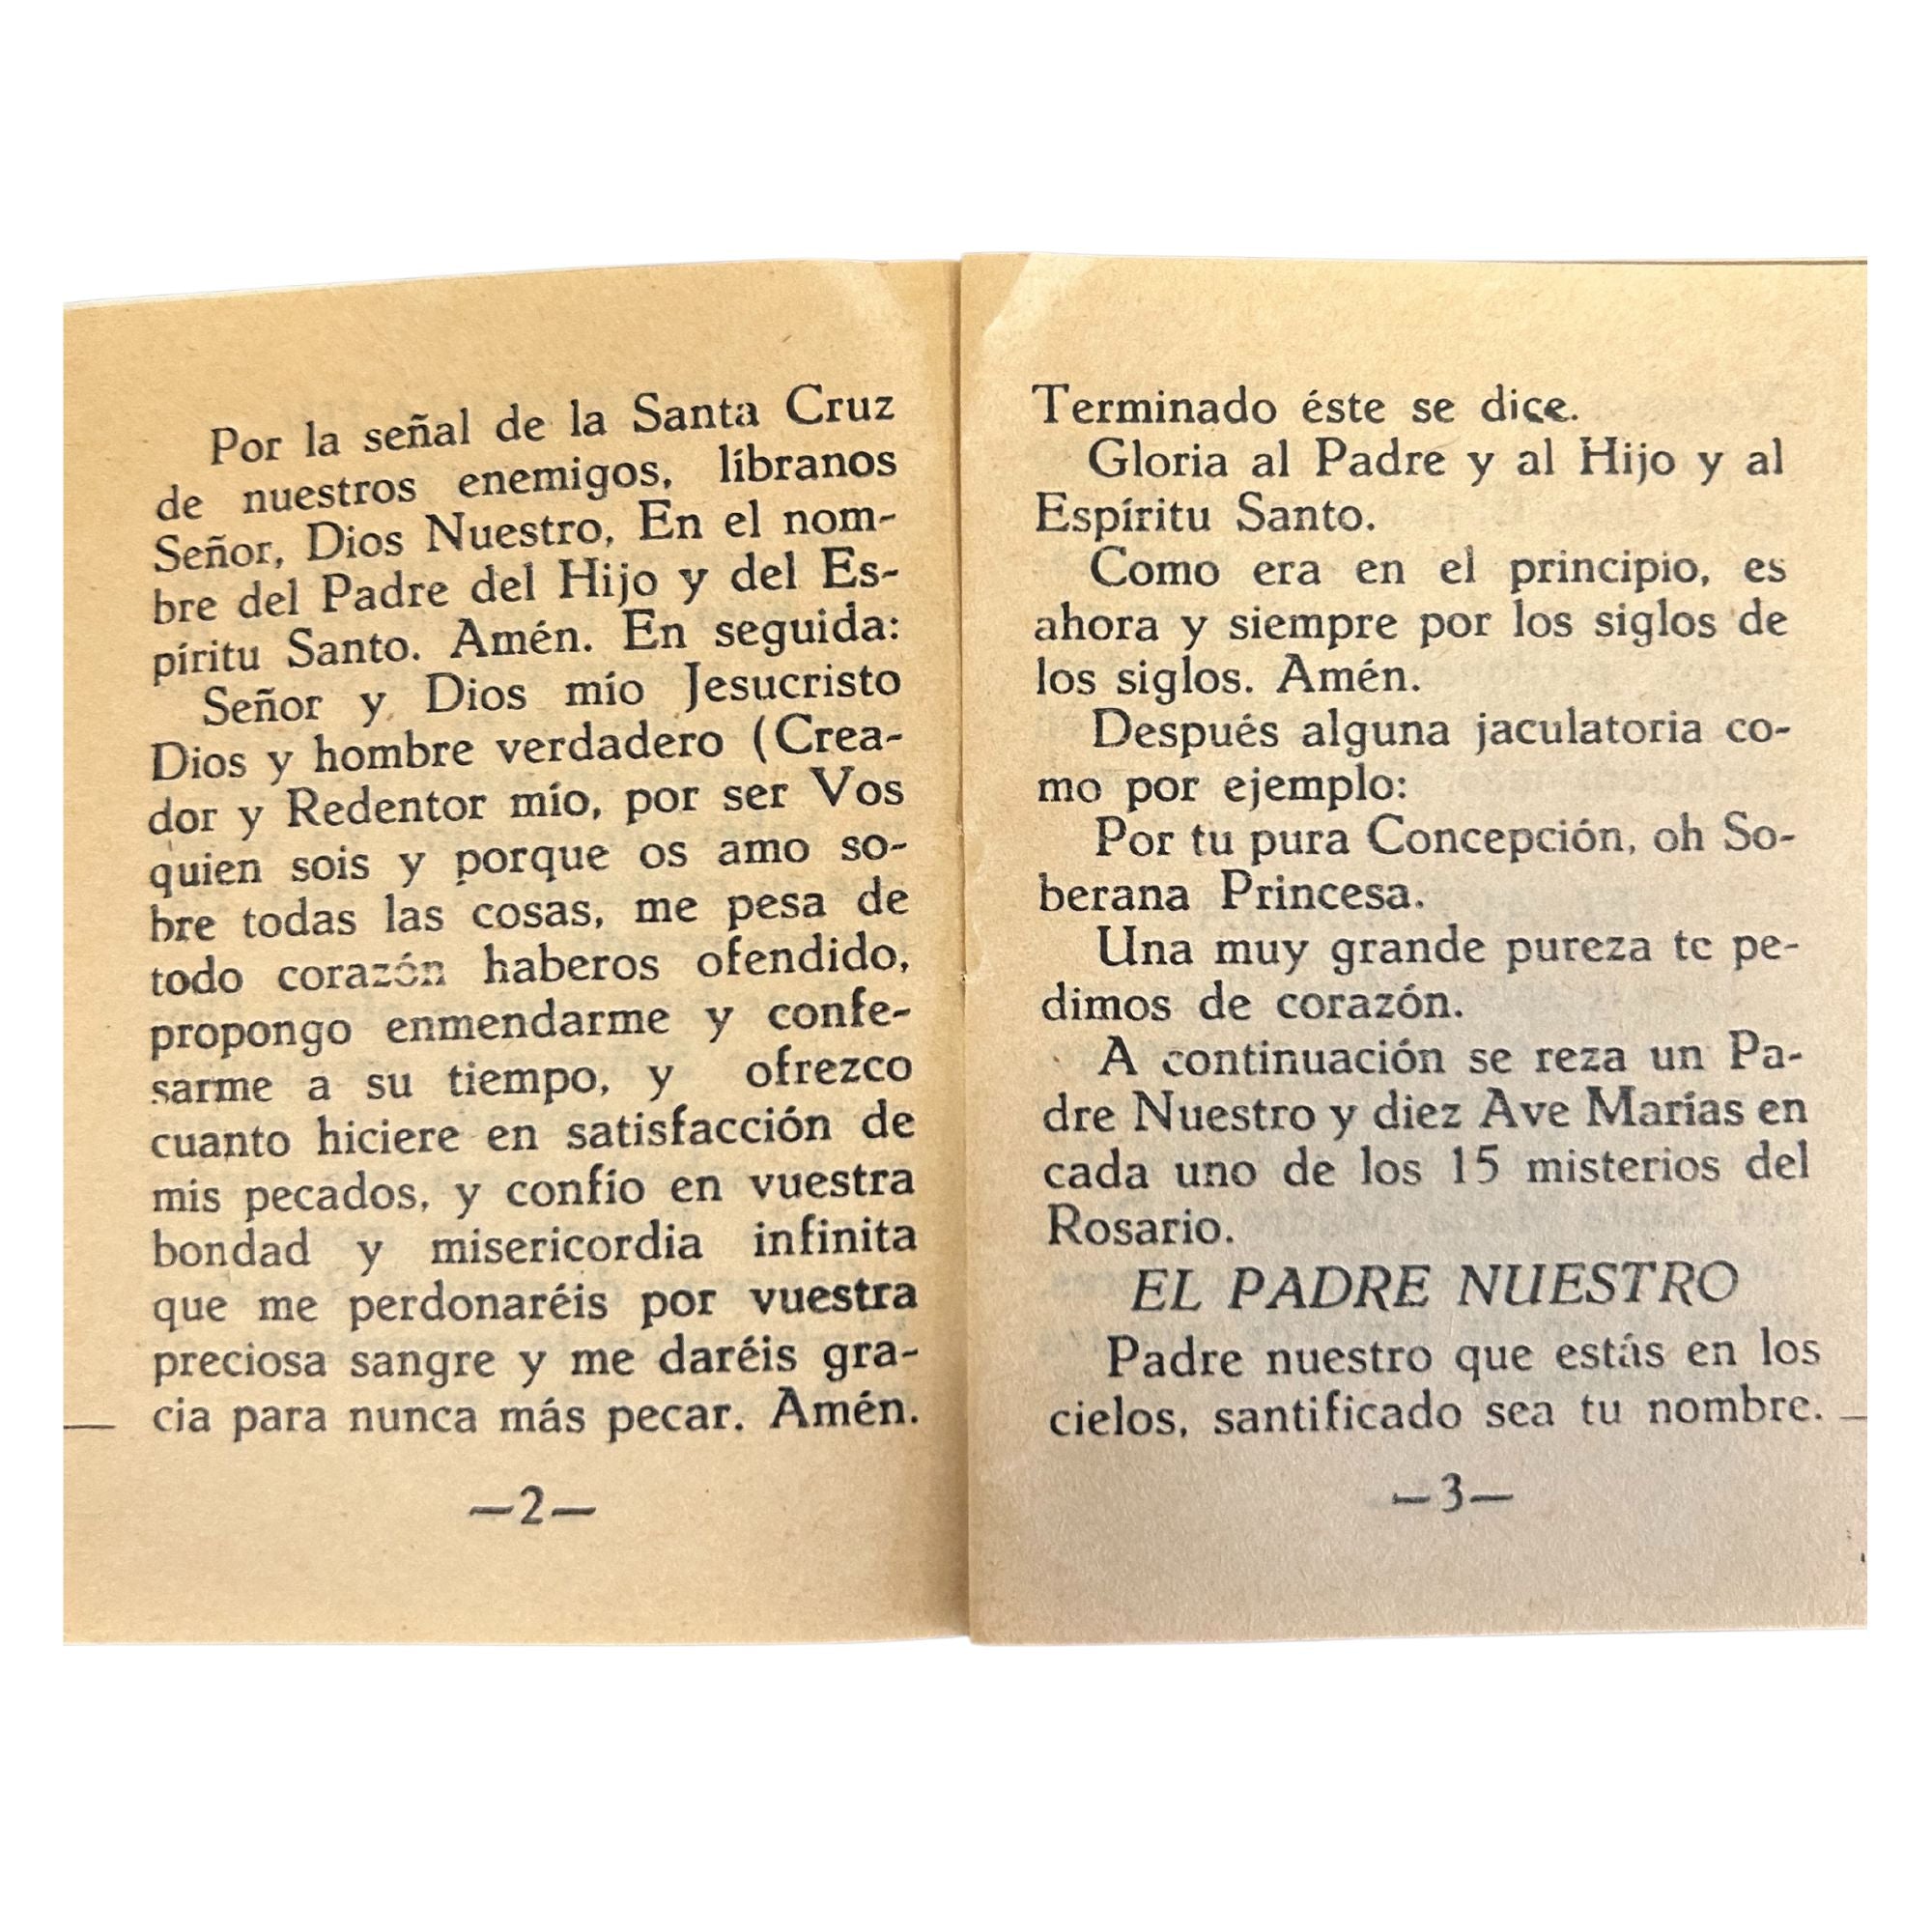 Por la señal de la Santa Cruz
de nuestros enemigos, líbranos
Señor, Dios Nuestro, En el nom-
bre del Padre del Hijo y del Es-
píritu Santo. Amén. En seguida:
Señor y Dios mío Jesucristo
Dios y hombre verdadero (Crea-
dor y Redentor mío, por ser Vos
quien sois y porque os amo so-
bre todas las cosas, me pesa de
todo corazón haberos ofendido,
propongo enmendarme y confe-
sarme a su tiempo, y ofrezco
cuanto hiciere en satisfacción de
mis pecados, y confío en vuestra
bondad y misericordia infinita
que me perdonaréis por vuestra
preciosa sangre y me daréis gra-
cia para nunca más pecar. Amén.
—2—
Terminado éste se dice.
Gloria al Padre y al Hijo y al
Espíritu Santo.
Como era en el principio, es
ahora y siempre por los siglos de
los siglos. Amén.
Después alguna jaculatoria co-
mo por ejemplo:
Por tu pura Concepción, oh So-
berana Princesa.
Una muy grande pureza te pe-
dimos de corazón.
A continuación se reza un Pa-
dre Nuestro y diez Ave Marías en
cada uno de los 15 misterios del
Rosario.
EL PADRE NUESTRO
Padre nuestro que estás en los
cielos, santificado sea tu nombre.
—3—